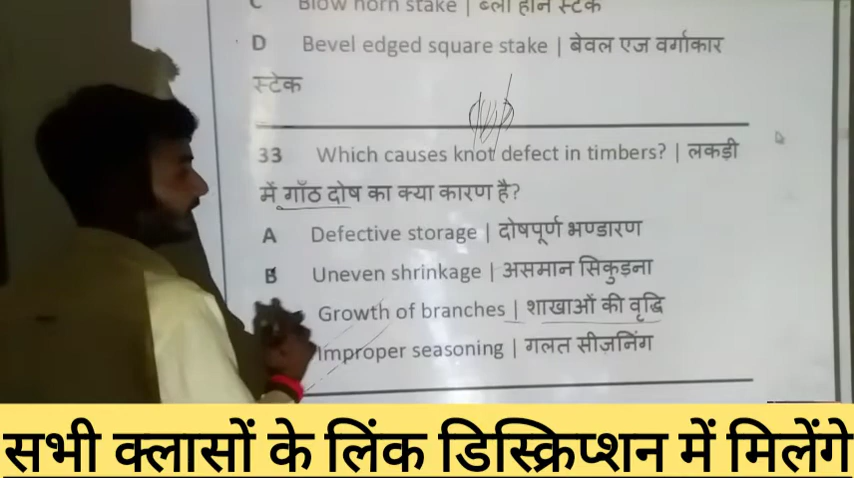 C Blow horn stake | ब्लो हॉर्न स्टेक
D Bevel edged square stake | बेवल एज वर्गाकार
स्टेक
33 Which causes knot defect in timbers? | लकड़ी
में गाँठ दोष का क्या कारण है?
A Defective storage | दोषपूर्ण भण्डारण
B Uneven shrinkage | असमान सिकुड़ना
Growth of branches | शाखाओं की वृद्धि
Improper seasoning | गलत सीज़निंग
सभी क्लासों के लिंक डिस्क्रिप्शन में मिलेंगे